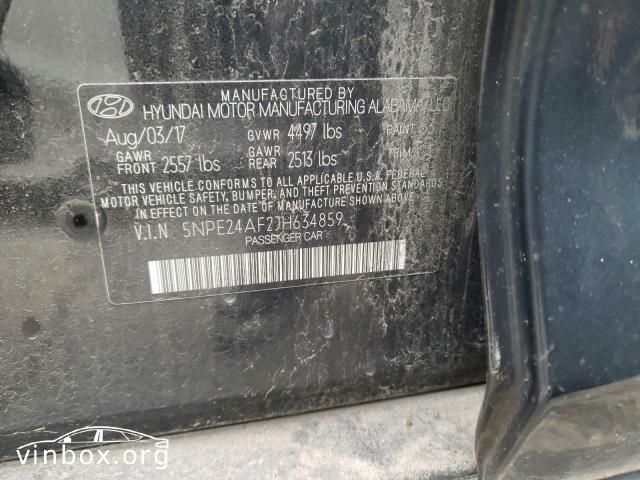 MANUFACTURED BY
HYUNDAI MOTOR MANUFACTURING ALABAMA, LLC
Aug/03/17 GVWR 4497 lbs PAINT
GAWR FRONT 2557 lbs GAWR REAR 2513 lbs TRIM
THIS VEHICLE CONFORMS TO ALL APPLICABLE U.S.A. FEDERAL
MOTOR VEHICLE SAFETY, BUMPER, AND THEFT PREVENTION STANDARDS
IN EFFECT ON THE DATE OF MANUFACTURE SHOWN ABOVE.
V.I.N 5NPE24AF2JH634859
PASSENGER CAR
vinbox.org